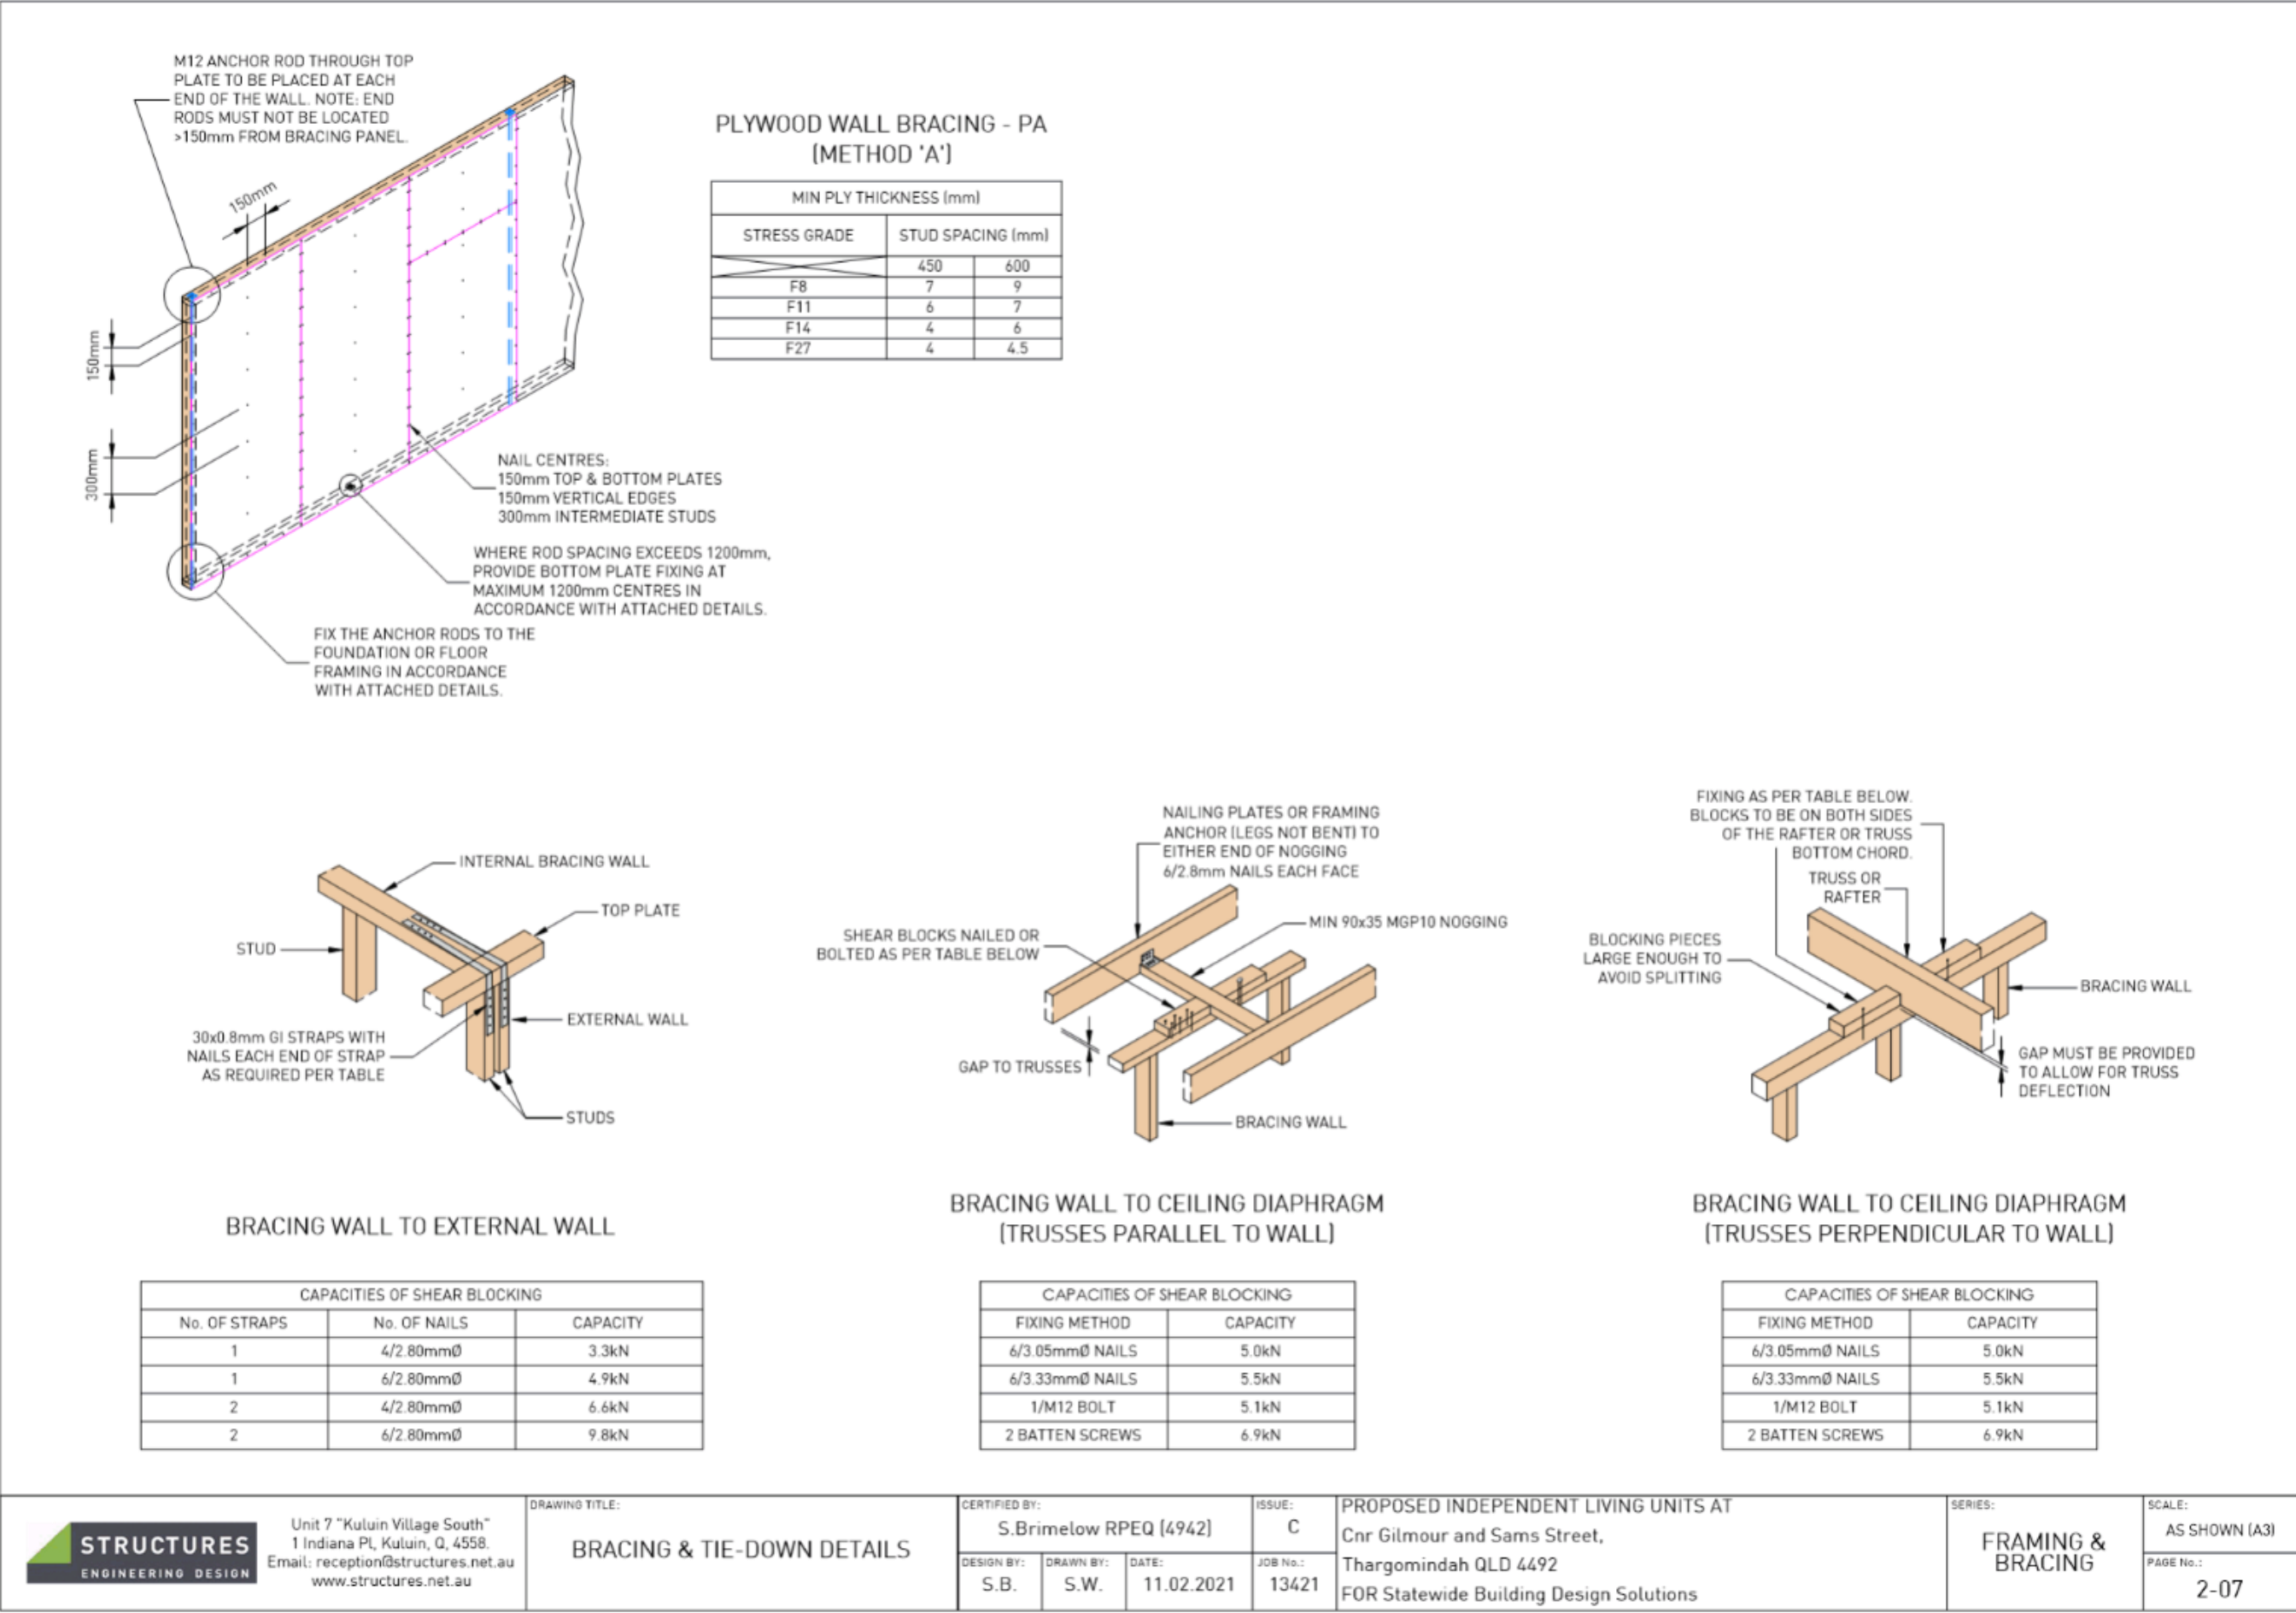 M12 ANCHOR ROD THROUGH TOP
PLATE TO BE PLACED AT EACH
END OF THE WALL. NOTE: END
RODS MUST NOT BE LOCATED
>150mm FROM BRACING PANEL.
150mm
150mm
300mm
NAIL CENTRES:
150mm TOP & BOTTOM PLATES
150mm VERTICAL EDGES
300mm INTERMEDIATE STUDS
WHERE ROD SPACING EXCEEDS 1200mm,
PROVIDE BOTTOM PLATE FIXING AT
MAXIMUM 1200mm CENTRES IN
ACCORDANCE WITH ATTACHED DETAILS.
FIX THE ANCHOR RODS TO THE
FOUNDATION OR FLOOR
FRAMING IN ACCORDANCE
WITH ATTACHED DETAILS.
PLYWOOD WALL BRACING - PA
(METHOD 'A')
MIN PLY THICKNESS (mm)
STRESS GRADE STUD SPACING (mm)
450 600
F8 7 9
F11 6 7
F14 4 6
F27 4 4.5
INTERNAL BRACING WALL
TOP PLATE
STUD
EXTERNAL WALL
30x0.8mm GI STRAPS WITH
NAILS EACH END OF STRAP
AS REQUIRED PER TABLE
STUDS
BRACING WALL TO EXTERNAL WALL
CAPACITIES OF SHEAR BLOCKING
No. OF STRAPS No. OF NAILS CAPACITY
1 4/2.80mmØ 3.3kN
1 6/2.80mmØ 4.9kN
2 4/2.80mmØ 6.6kN
2 6/2.80mmØ 9.8kN
NAILING PLATES OR FRAMING
ANCHOR (LEGS NOT BENT) TO
EITHER END OF NOGGING
6/2.8mm NAILS EACH FACE
MIN 90x35 MGP10 NOGGING
SHEAR BLOCKS NAILED OR
BOLTED AS PER TABLE BELOW
GAP TO TRUSSES
BRACING WALL
BRACING WALL TO CEILING DIAPHRAGM
(TRUSSES PARALLEL TO WALL)
CAPACITIES OF SHEAR BLOCKING
FIXING METHOD CAPACITY
6/3.05mmØ NAILS 5.0kN
6/3.33mmØ NAILS 5.5kN
1/M12 BOLT 5.1kN
2 BATTEN SCREWS 6.9kN
FIXING AS PER TABLE BELOW.
BLOCKS TO BE ON BOTH SIDES
OF THE RAFTER OR TRUSS
BOTTOM CHORD.
TRUSS OR
RAFTER
BLOCKING PIECES
LARGE ENOUGH TO
AVOID SPLITTING
BRACING WALL
GAP MUST BE PROVIDED
TO ALLOW FOR TRUSS
DEFLECTION
BRACING WALL TO CEILING DIAPHRAGM
(TRUSSES PERPENDICULAR TO WALL)
CAPACITIES OF SHEAR BLOCKING
FIXING METHOD CAPACITY
6/3.05mmØ NAILS 5.0kN
6/3.33mmØ NAILS 5.5kN
1/M12 BOLT 5.1kN
2 BATTEN SCREWS 6.9kN
STRUCTURES
ENGINEERING DESIGN
Unit 7 "Kuluin Village South"
1 Indiana Pl, Kuluin, Q, 4558.
Email: reception@structures.net.au
www.structures.net.au
DRAWING TITLE:
BRACING & TIE-DOWN DETAILS
CERTIFIED BY:
S.Brimelow RPEQ (4942)
ISSUE:
C
DESIGN BY:
S.B.
DRAWN BY:
S.W.
DATE:
11.02.2021
JOB No.:
13421
PROPOSED INDEPENDENT LIVING UNITS AT
Cnr Gilmour and Sams Street,
Thargomindah QLD 4492
FOR Statewide Building Design Solutions
SERIES:
FRAMING &
BRACING
SCALE:
AS SHOWN (A3)
PAGE No.:
2-07